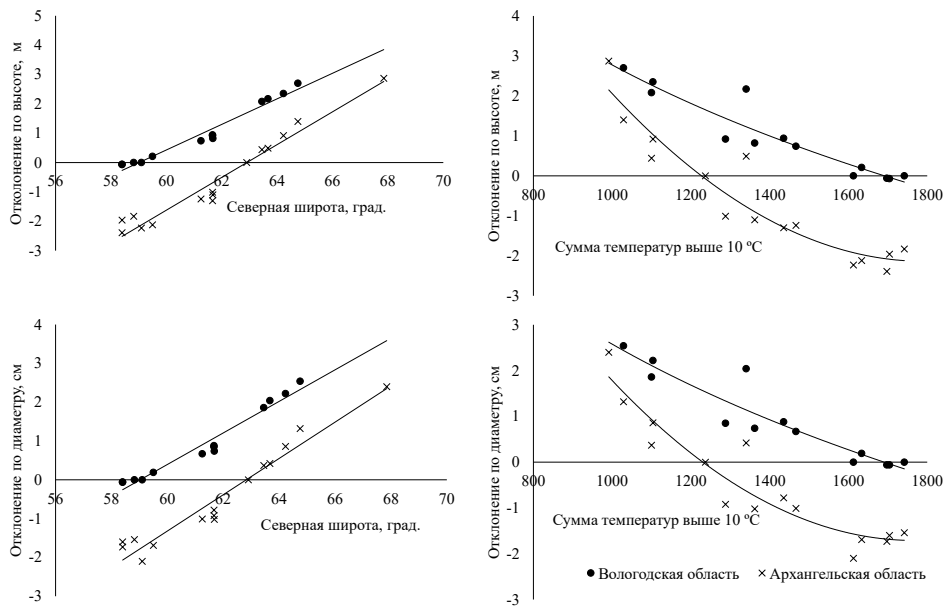 Отколонение по высоте, м
5
4
3
2
1
0
-1
-2
-3
56 58 60 62 64 66 68 70
Северная широта, град.
Отклонение по высоте, м
4
3
2
1
0
-1
-2
-3
800 1000 1200 1400 1600 1800
Сумма температур выше 10 ºС
Отклонение по диаметру, см
4
3
2
1
0
-1
-2
-3
56 58 60 62 64 66 68 70
Северная широта, град.
Отклонение по диаметру, см
3
2
1
0
-1
-2
-3
800 1000 1200 1400 1600 1800
Сумма температур выше 10 ºС
Вологодская область
Архангельская область